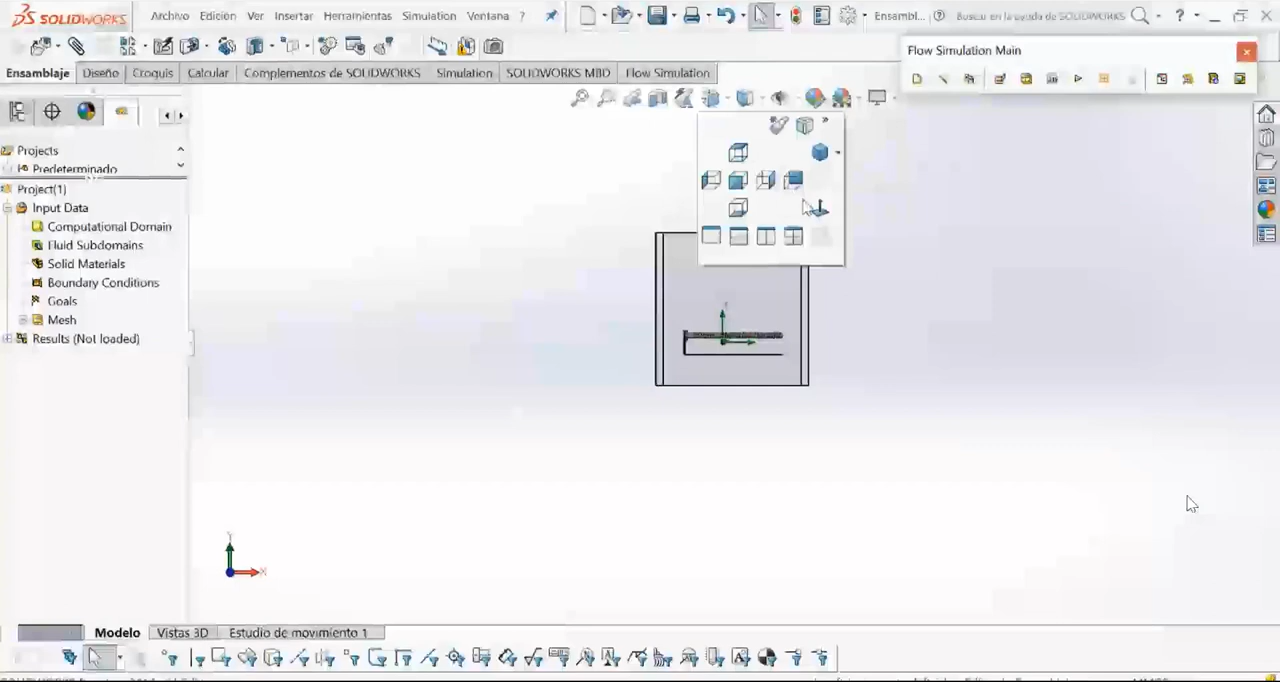 SOLIDWORKS Archivo Edición Ver Insertar Herramientas Simulation Ventana ? Ensambl... Buscar en la ayuda de SOLIDWORKS ?
Flow Simulation Main
Ensamblaje Diseño Croquis Calcular Complementos de SOLIDWORKS Simulation SOLIDWORKS MBD Flow Simulation
Projects
Predeterminado
Project(1)
Input Data
Computational Domain
Fluid Subdomains
Solid Materials
Boundary Conditions
Goals
Mesh
Results (Not loaded)
Y
X
Modelo Vistas 3D Estudio de movimiento 1